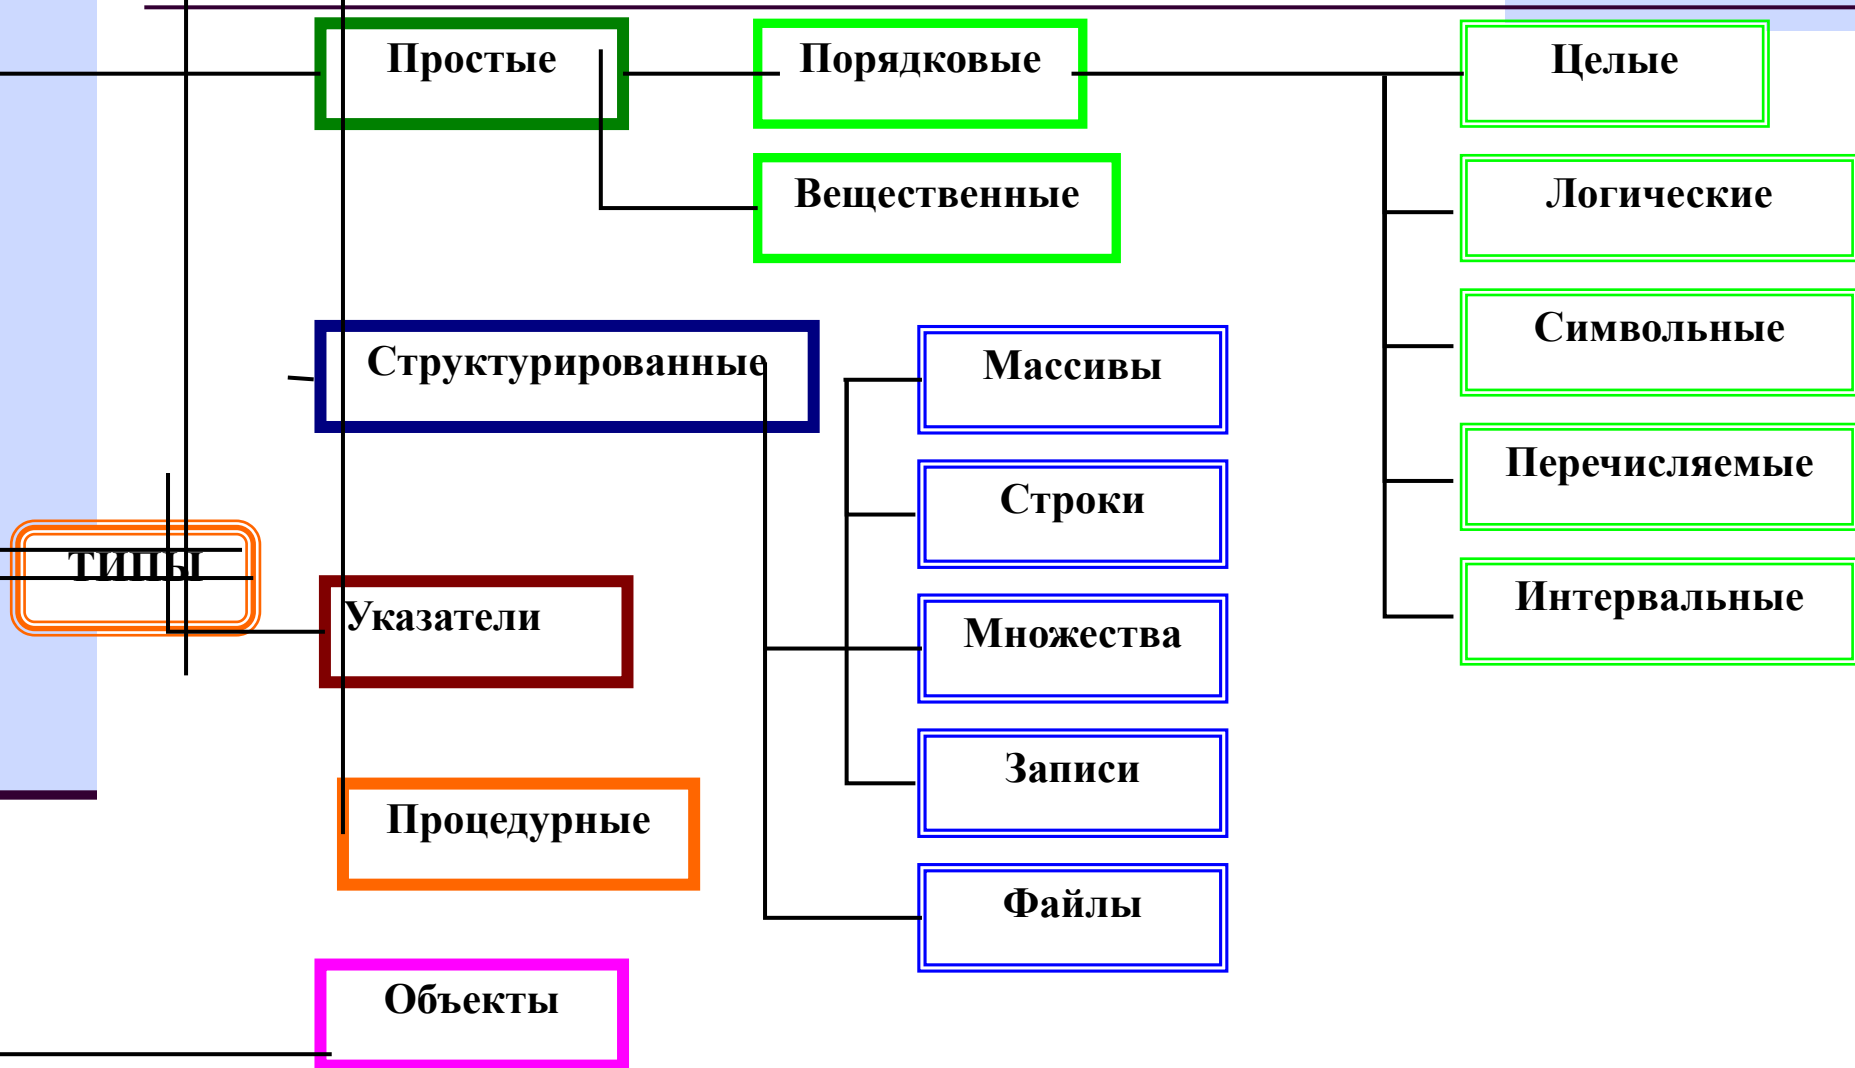 Простые
Порядковые
Целые
Вещественные
Логические
Символьные
Структурированные
Массивы
Перечисляемые
Строки
ТИПЫ
Интервальные
Указатели
Множества
Записи
Процедурные
Файлы
Объекты